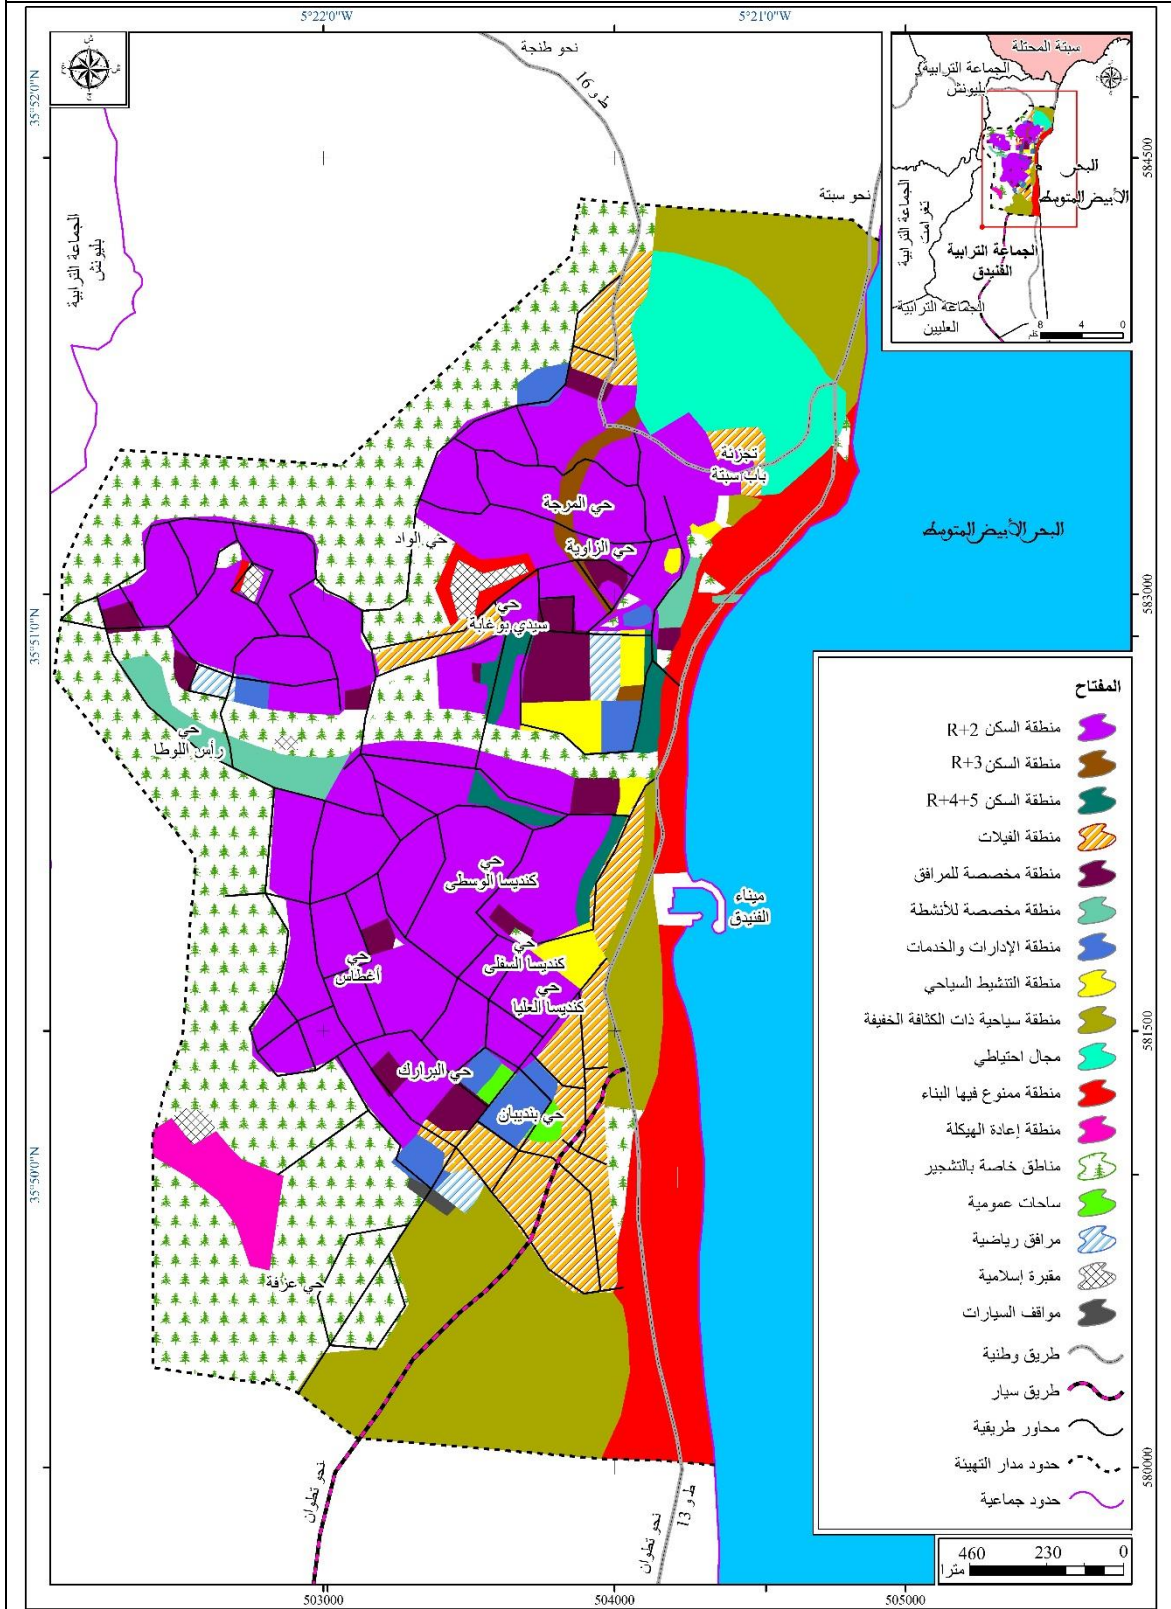 5°22'0"W
5°21'0"W
35°52'0"N
35°51'0"N
35°50'0"N
584500
583000
581500
580000
503000
504000
505000
نحو طنجة
ط و 16
نحو سبتة
الجماعة الترابية
بليونش
سبتة المحتلة
الجماعة الترابية
بليونش
البحر
الأبيض المتوسط
الجماعة الترابية
تغرامت
الجماعة الترابية
الفنيدق
الجماعة الترابية
العليين
8 4 0
كلم
تجزئة
باب سبتة
حي المرجة
حي الواد
حي الزاوية
حي
سيدي بوغابة
البحر الأبيض المتوسط
حي
رأس اللوطا
حي
كنديسا الوسطى
ميناء
الفنيدق
حي
أغطاس
حي
كنديسا السفلى
حي
كنديسا العليا
حي البرارك
حي بنديبان
حي عزفة
نحو تطوان
نحو تطوان
ط و 13
المفتاح
منطقة السكن R+2
منطقة السكن R+3
منطقة السكن R+4+5
منطقة الفيلات
منطقة مخصصة للمرافق
منطقة مخصصة للأنشطة
منطقة الإدارات والخدمات
منطقة التنشيط السياحي
منطقة سياحية ذات الكثافة الخفيفة
مجال احتياطي
منطقة ممنوع فيها البناء
منطقة إعادة الهيكلة
مناطق خاصة بالتشجير
ساحات عمومية
مرافق رياضية
مقبرة إسلامية
مواقف السيارات
طريق وطنية
طريق سيار
محاور طريقية
حدود مدار التهيئة
حدود جماعية
460 230 0
مترا